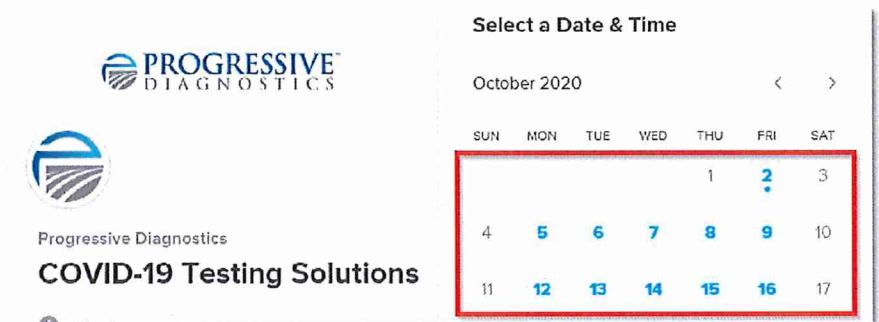 PROGRESSIVE™
DIAGNOSTICS
Progressive Diagnostics
COVID-19 Testing Solutions
Select a Date & Time
October 2020 < >
SUN MON TUE WED THU FRI SAT
1 2 3
4 5 6 7 8 9 10
11 12 13 14 15 16 17